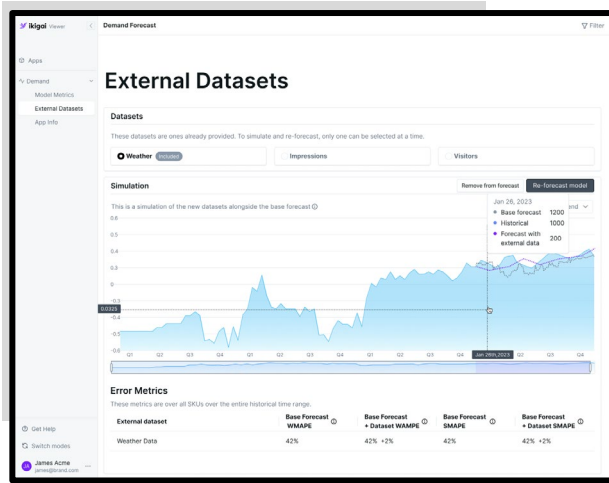 ikigai Viewer
Demand Forecast
Filter
Apps
Demand
Model Metrics
External Datasets
App Info
External Datasets
Datasets
These datasets are ones already provided. To simulate and re-forecast, only one can be selected at a time.
Weather Included
Impressions
Visitors
Simulation
Remove from forecast
Re-forecast model
This is a simulation of the new datasets alongside the base forecast
Jan 26, 2023
Base forecast 1200
Historical 1000
Forecast with external data 200
0.6
0.5
0.4
0.3
0
-0.3
0.0325
-0.4
-0.5
-0.6
Q1 Q2 Q3 Q4 Q1 Q2 Q3 Q4 Q1 Q2 Q3 Q4 Jan 26th, 2023 Q2 Q3 Q4
Error Metrics
These metrics are over all SKUs over the entire historical time range.
External dataset
Base Forecast WMAPE
Base Forecast + Dataset WAMPE
Base Forecast SMAPE
Base Forecast + Dataset SMAPE
Weather Data 42% 42% +2% 42% 42% +2%
Get Help
Switch modes
JA
James Acme
james@brand.com